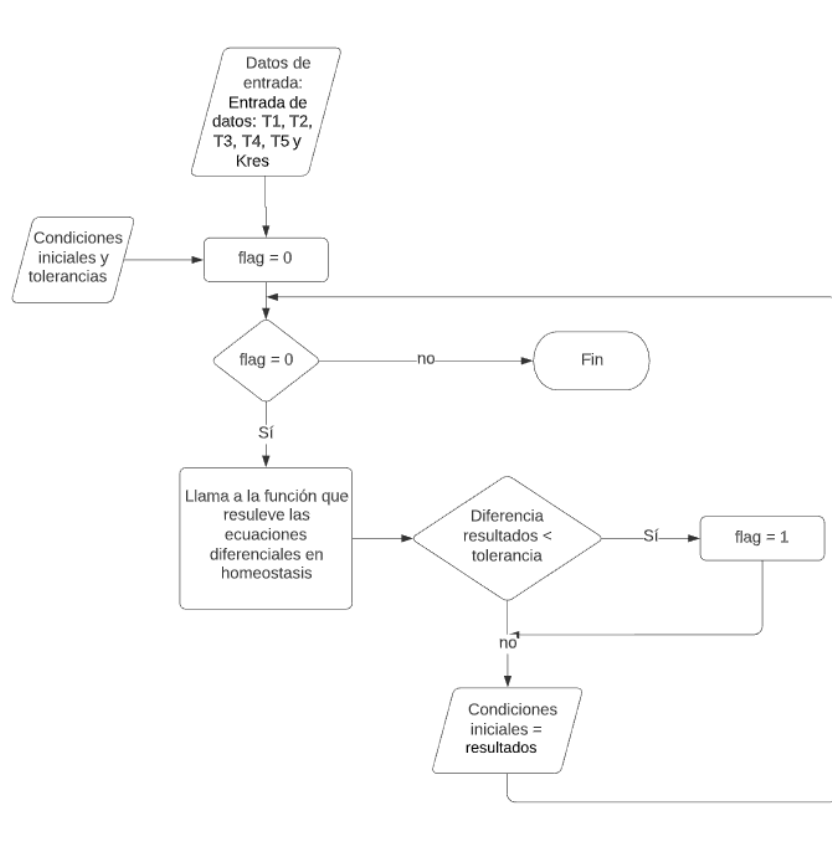 Datos de
entrada:
Entrada de
datos: T1, T2,
T3, T4, T5 y
Kres
Condiciones
iniciales y
tolerancias
flag = 0
flag = 0
no
Fin
Sí
Llama a la función que
resuleve las
ecuaciones
diferenciales en
homeostasis
Diferencia
resultados <
tolerancia
Sí
flag = 1
no
Condiciones
iniciales =
resultados